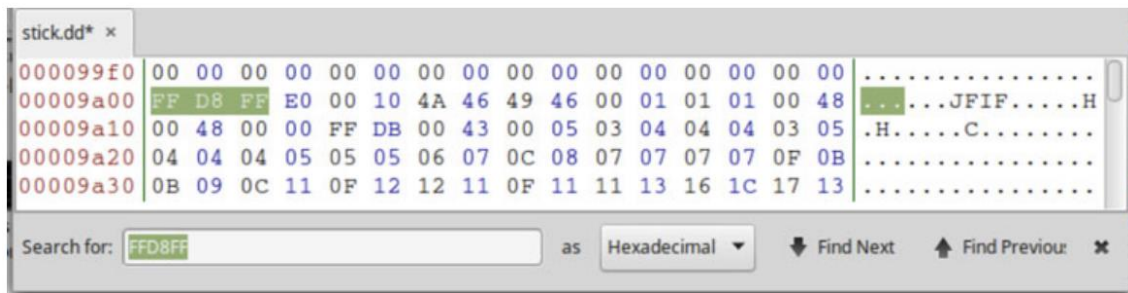 stick.dd* ×
000099f0 00 00 00 00 00 00 00 00 00 00 00 00 00 00 00 00 ................
00009a00 FF D8 FF E0 00 10 4A 46 49 46 00 01 01 01 00 48 ......JFIF.....H
00009a10 00 48 00 00 FF DB 00 43 00 05 03 04 04 04 03 05 .H.....C........
00009a20 04 04 04 05 05 05 06 07 0C 08 07 07 07 07 0F 0B ................
00009a30 0B 09 0C 11 0F 12 12 11 0F 11 11 13 16 1C 17 13 ................
Search for: FFD8FF as Hexadecimal Find Next Find Previou